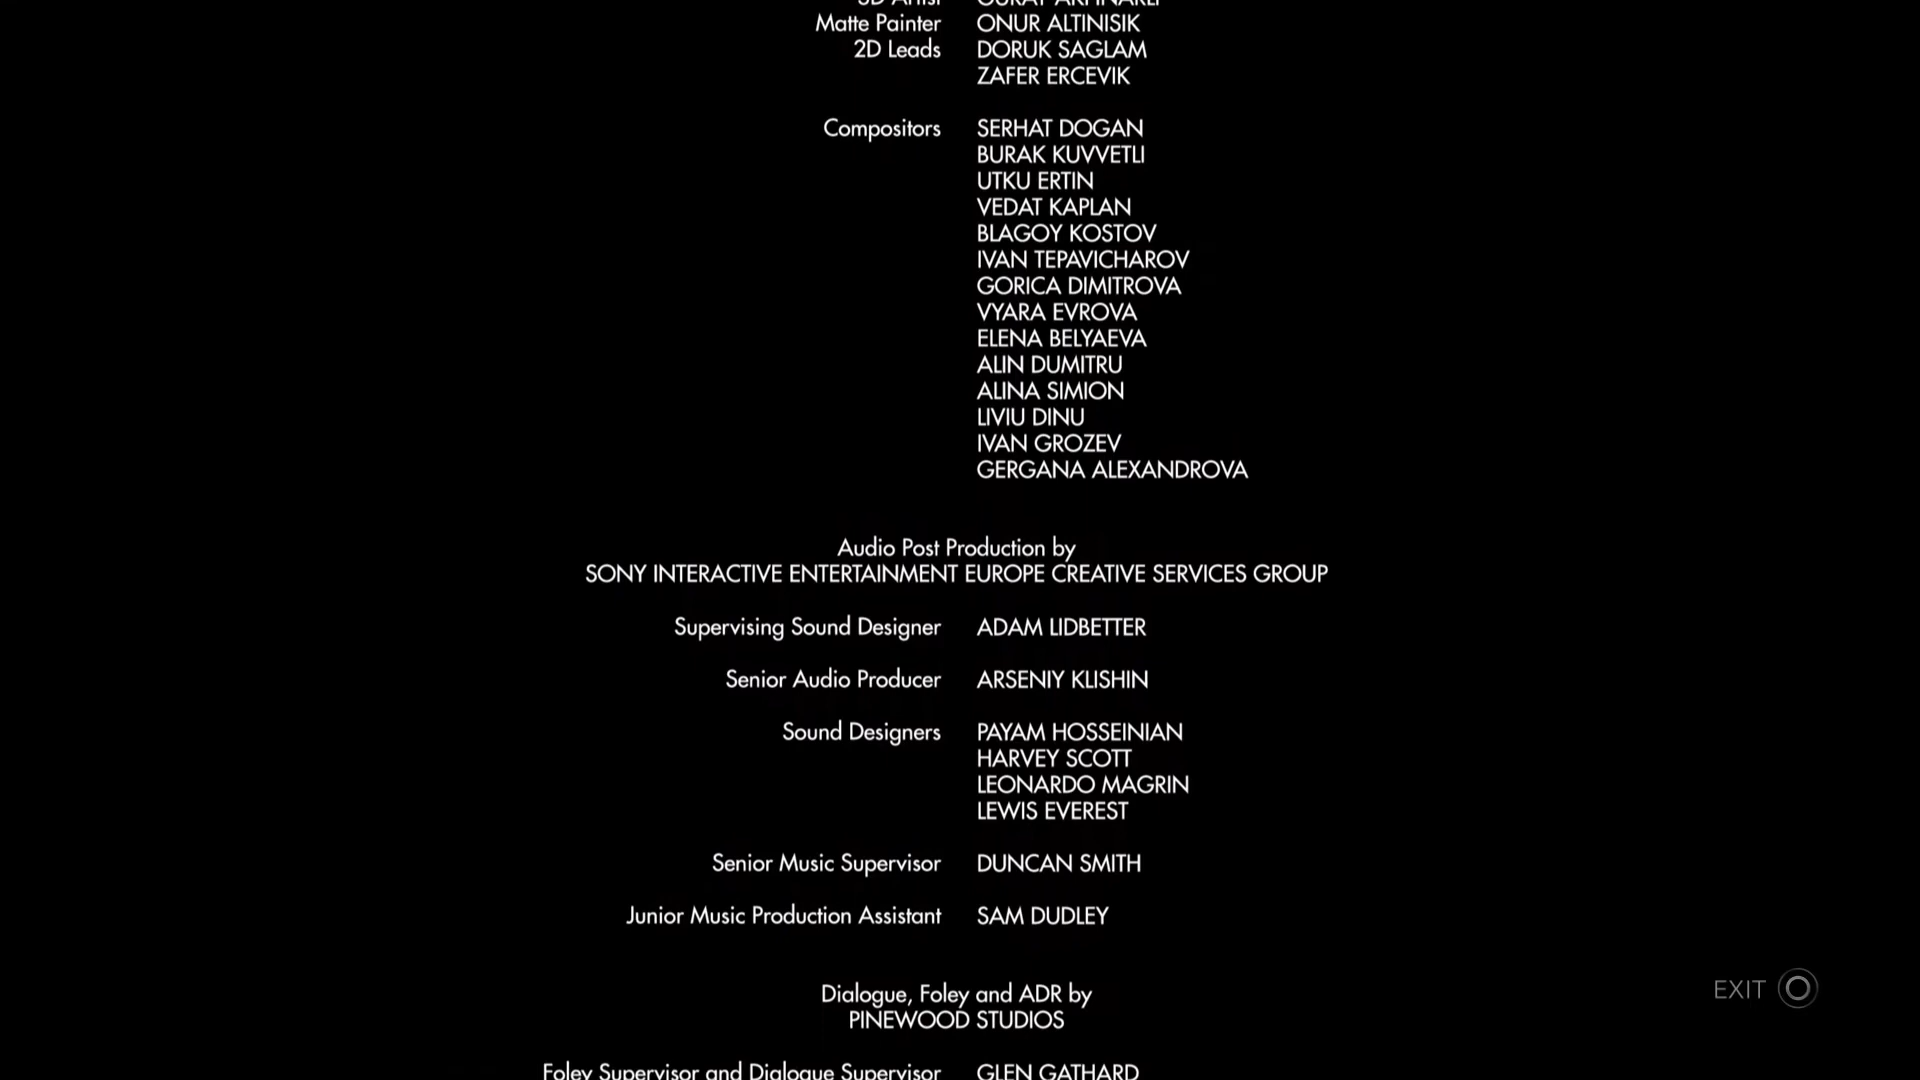 Matte Painter ONUR ALTINISIK
2D Leads DORUK SAGLAM
ZAFER ERCEVIK
Compositors SERHAT DOGAN
BURAK KUVVETLI
UTKU ERTIN
VEDAT KAPLAN
BLAGOY KOSTOV
IVAN TEPAVICHAROV
GORICA DIMITROVA
VYARA EVROVA
ELENA BELYAEVA
ALIN DUMITRU
ALINA SIMION
LIVIU DINU
IVAN GROZEV
GERGANA ALEXANDROVA
Audio Post Production by
SONY INTERACTIVE ENTERTAINMENT EUROPE CREATIVE SERVICES GROUP
Supervising Sound Designer ADAM LIDBETTER
Senior Audio Producer ARSENIY KLISHIN
Sound Designers PAYAM HOSSEINIAN
HARVEY SCOTT
LEONARDO MAGRIN
LEWIS EVEREST
Senior Music Supervisor DUNCAN SMITH
Junior Music Production Assistant SAM DUDLEY
EXIT
Dialogue, Foley and ADR by
PINEWOOD STUDIOS
Foley Supervisor and Dialogue Supervisor GLEN GATHARD